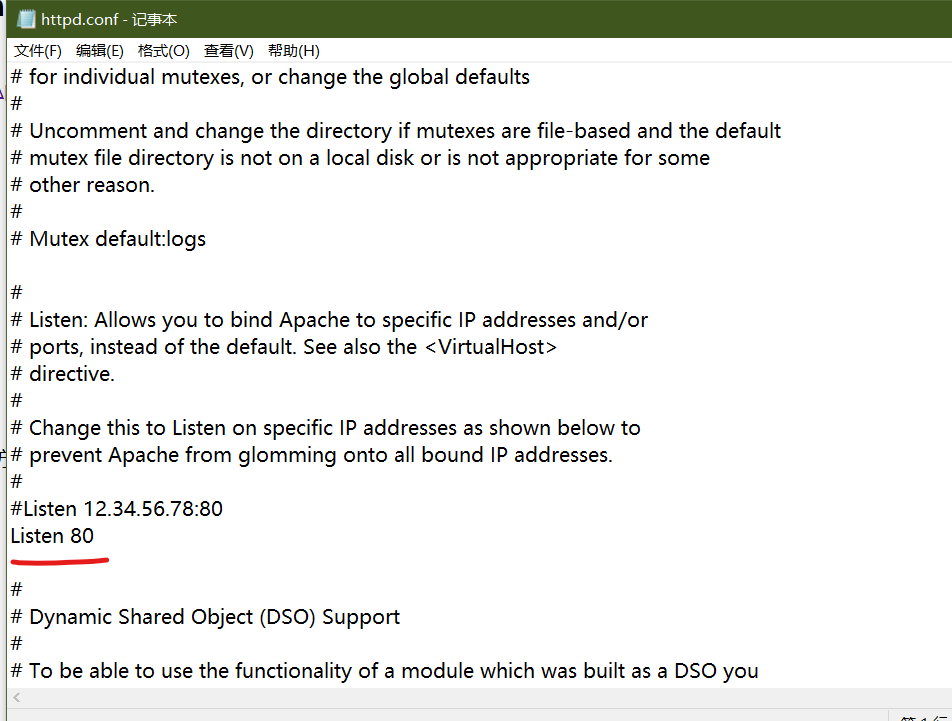 httpd.conf - 记事本
文件(F) 编辑(E) 格式(O) 查看(V) 帮助(H)
# for individual mutexes, or change the global defaults
#
# Uncomment and change the directory if mutexes are file-based and the default
# mutex file directory is not on a local disk or is not appropriate for some
# other reason.
#
# Mutex default:logs
#
# Listen: Allows you to bind Apache to specific IP addresses and/or
# ports, instead of the default. See also the <VirtualHost>
# directive.
#
# Change this to Listen on specific IP addresses as shown below to
# prevent Apache from glomming onto all bound IP addresses.
#
#Listen 12.34.56.78:80
Listen 80
#
# Dynamic Shared Object (DSO) Support
#
# To be able to use the functionality of a module which was built as a DSO you